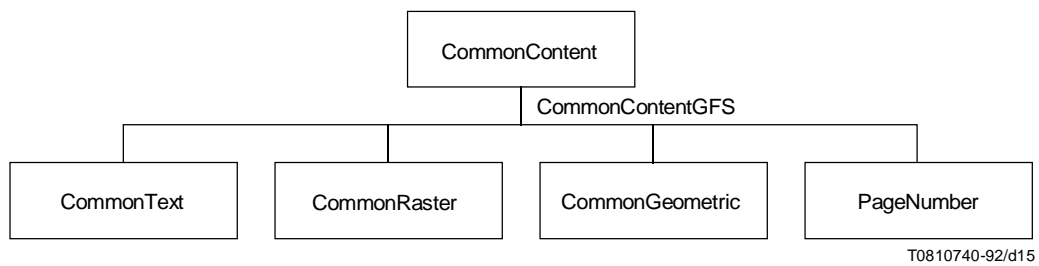 CommonContent
CommonContentGFS
CommonText
CommonRaster
CommonGeometric
PageNumber
T0810740-92/d15